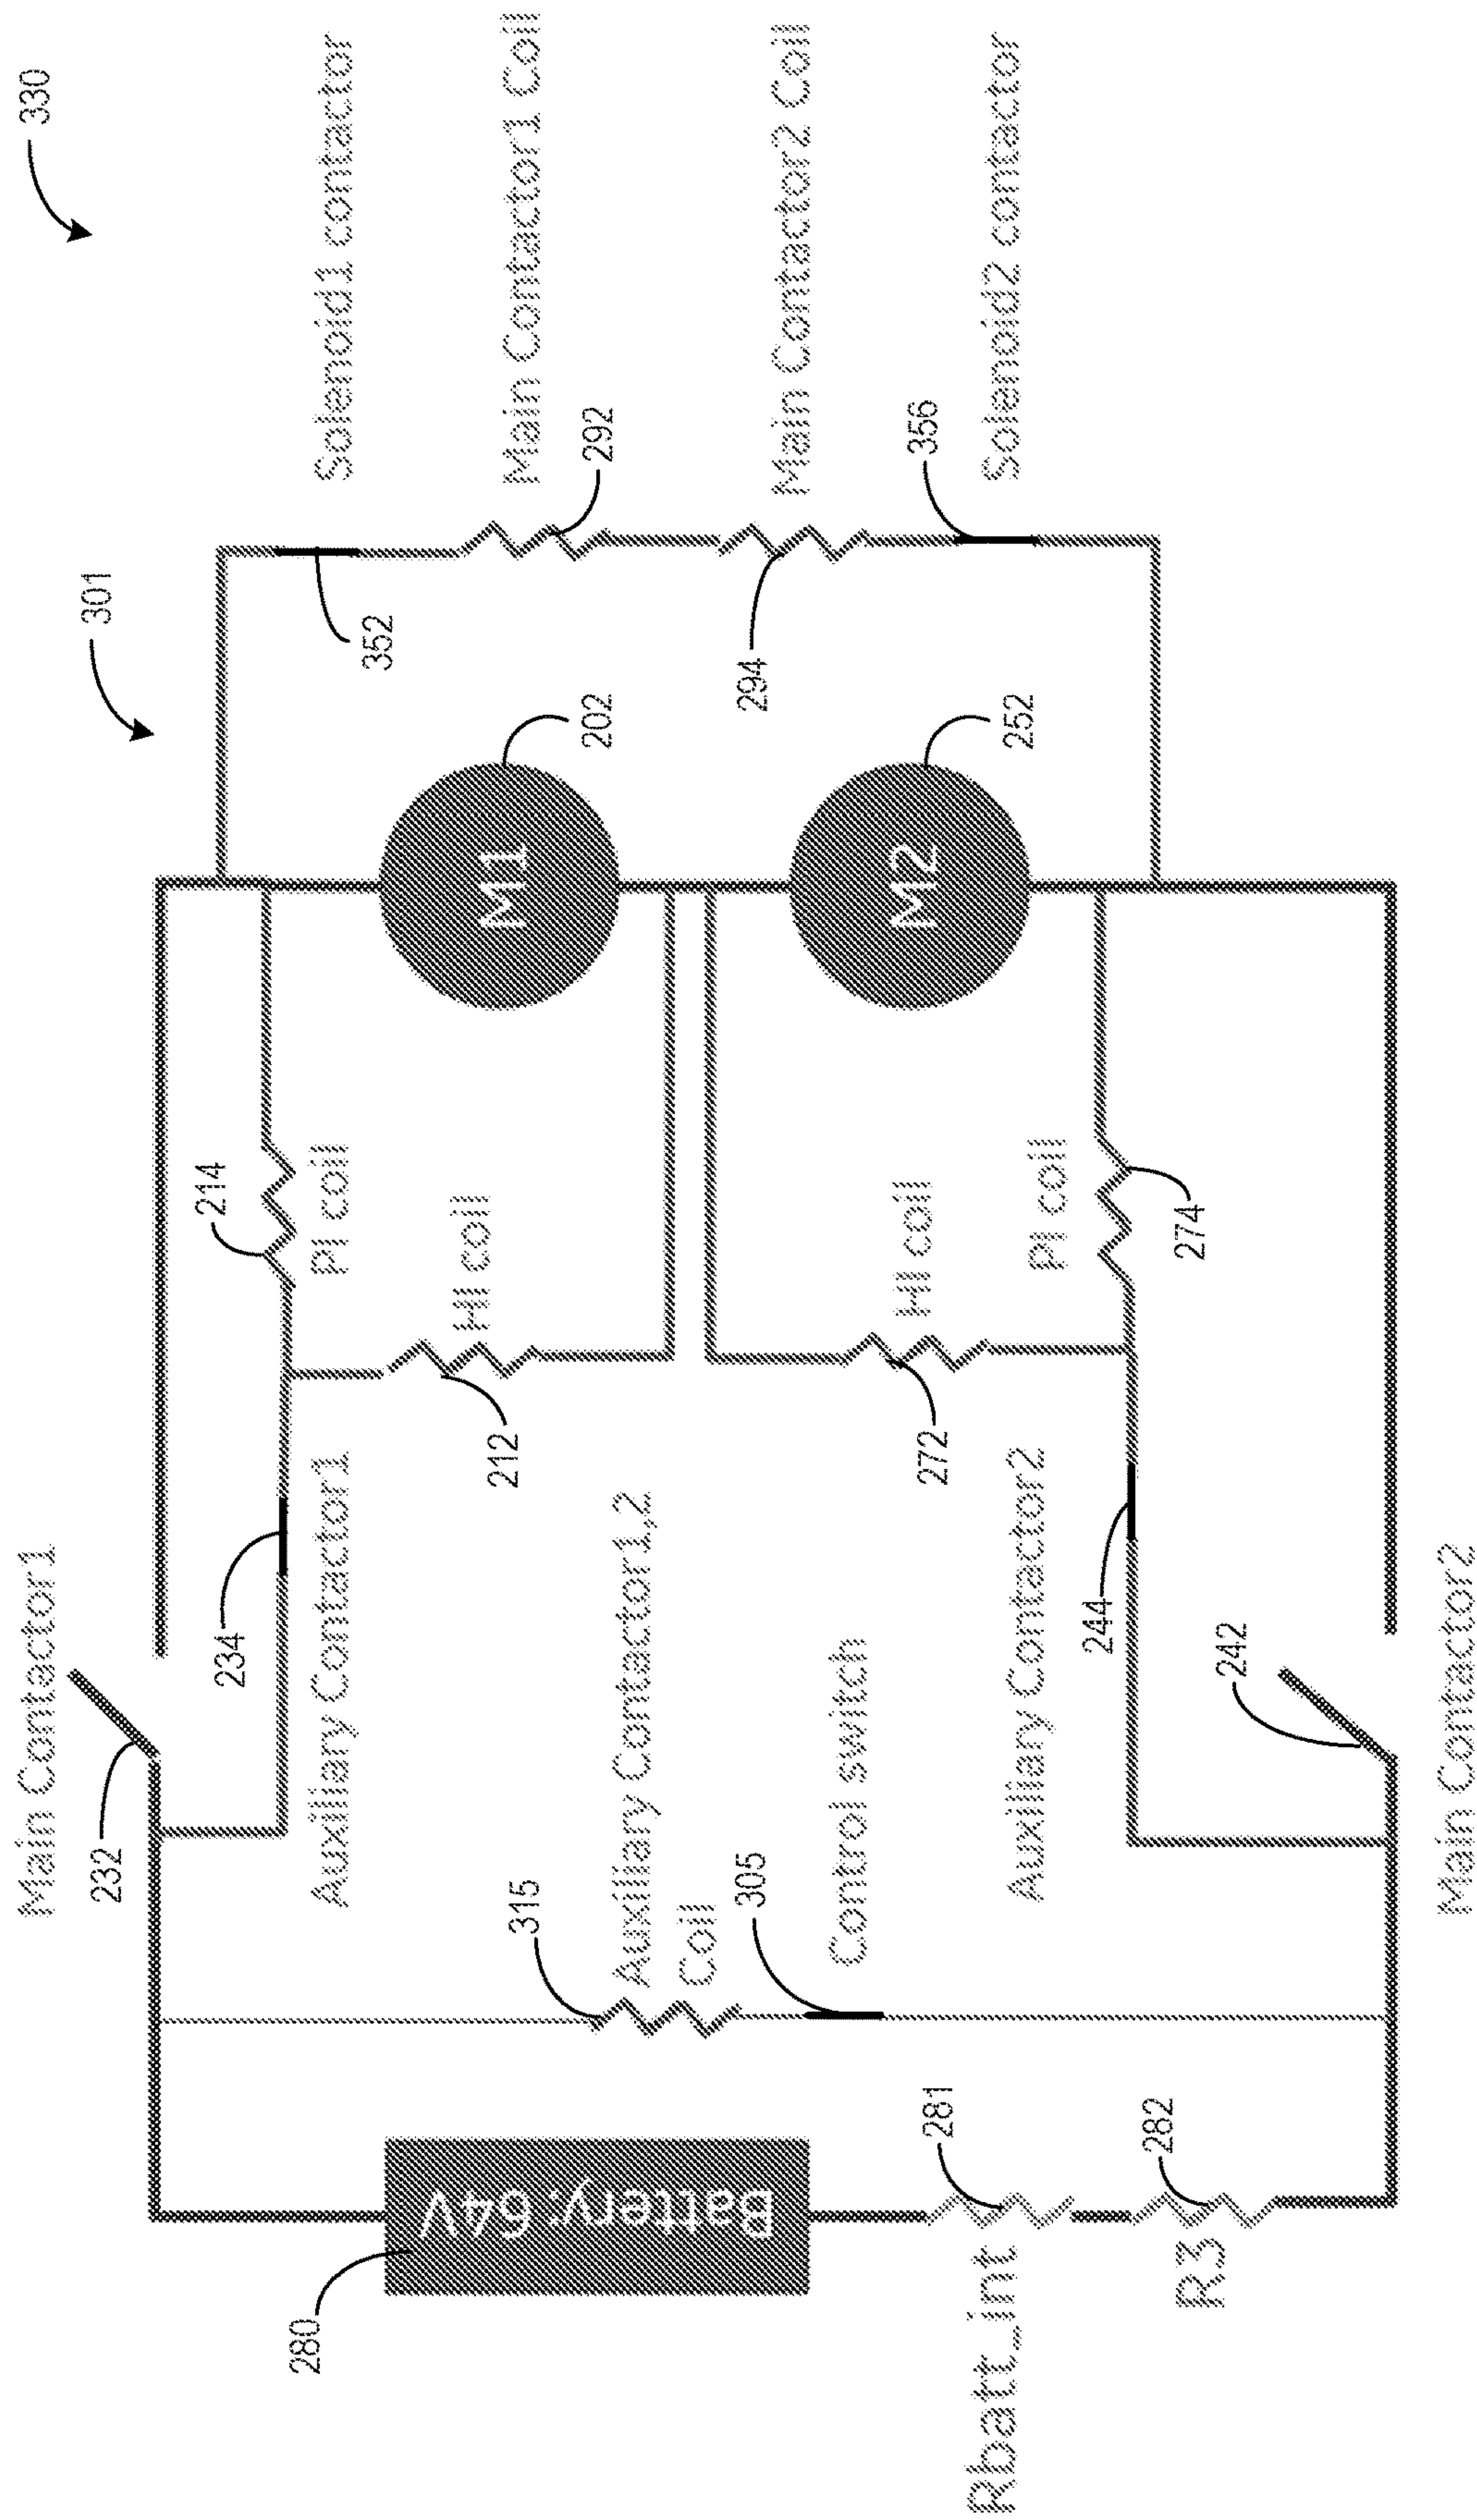 330
301
Main Contactor1
232
234
Auxiliary Contactor1
214
PI coil
212
HI coil
M1
202
352
Solenoid1 contactor
292
Main Contactor1 Coil
294
Main Contactor2 Coil
356
Solenoid2 contactor
M2
252
272
HI coil
PI coil
274
244
Auxiliary Contactor2
242
Main Contactor2
315
Auxiliary Contactor1,2
Coil
305
Control switch
280
Battery: 64V
281
Rbatt_int
282
R3